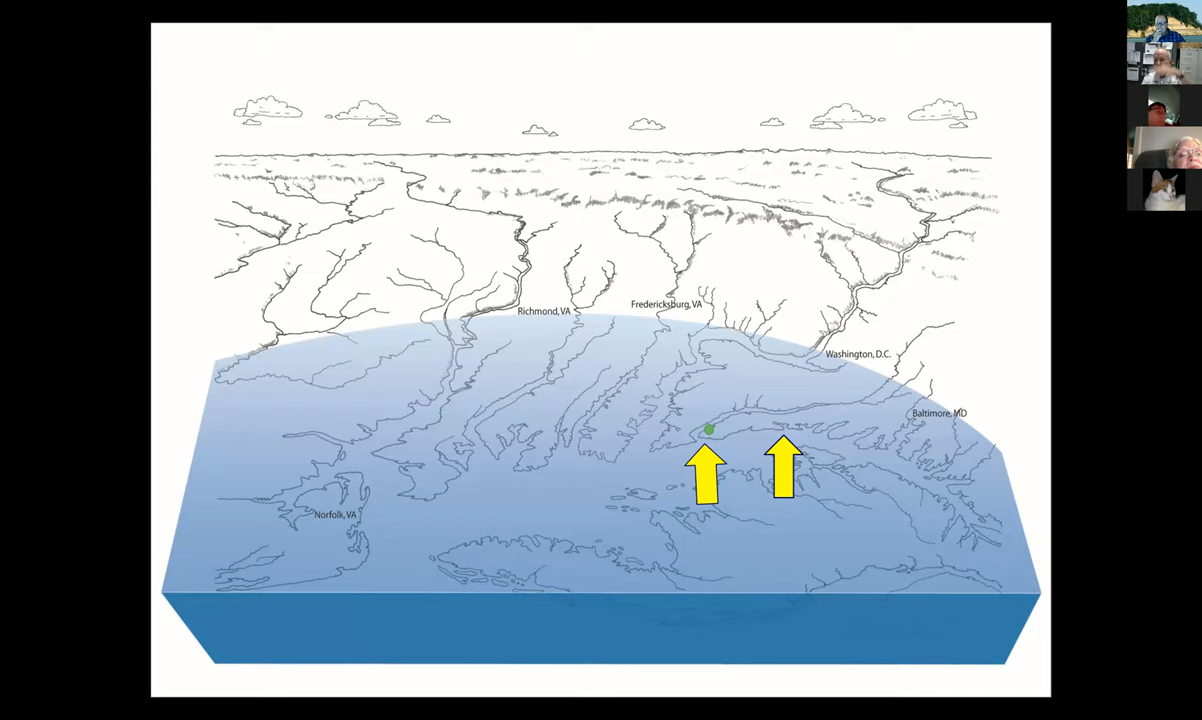 Richmond, VA
Fredericksburg, VA
Washington, D.C.
Baltimore, MD
Norfolk, VA